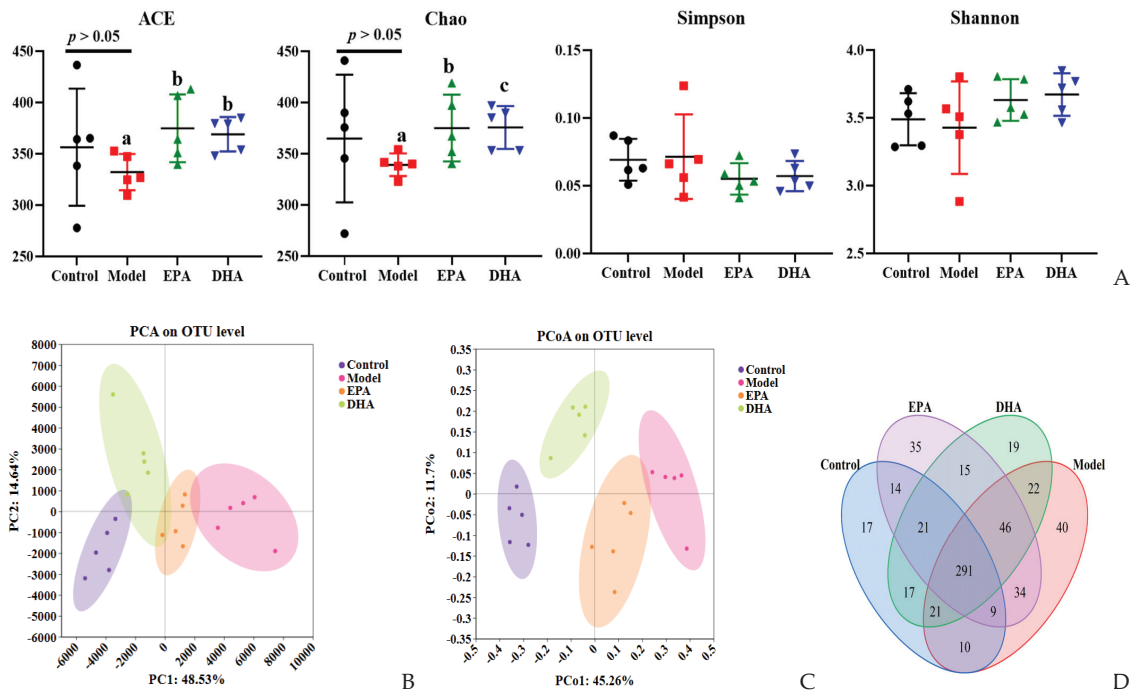 ACE
p > 0.05
450
400
350
300
250
a
b
b
Control Model EPA DHA
Chao
p > 0.05
450
400
350
300
250
a
b
c
Control Model EPA DHA
Simpson
0.15
0.10
0.05
0.00
Control Model EPA DHA
Shannon
4.0
3.5
3.0
2.5
Control Model EPA DHA
A
PCA on OTU level
8000
7000
6000
5000
4000
3000
2000
1000
0
-1000
-2000
-3000
-4000
-5000
-6000
PC2: 14.64%
-6000 -4000 -2000 0 2000 4000 6000 8000 10000
PC1: 48.53%
Control
Model
EPA
DHA
B
PCoA on OTU level
0.35
0.3
0.25
0.2
0.15
0.1
0.05
0
-0.05
-0.1
-0.15
-0.2
-0.25
-0.3
-0.35
PCo2: 11.7%
-0.5 -0.4 -0.3 -0.2 -0.1 0 0.1 0.2 0.3 0.4 0.5
PCo1: 45.26%
Control
Model
EPA
DHA
C
EPA DHA
Control Model
35 19
15
14 22
17 21 46 40
291
17 34
21 9
10
D